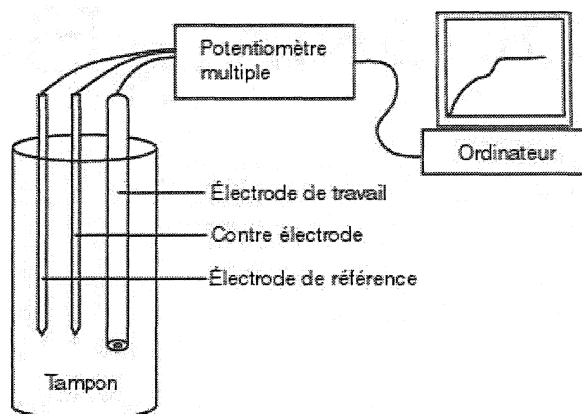 Potentiomètre
multiple
Ordinateur
Électrode de travail
Contre électrode
Électrode de référence
Tampon